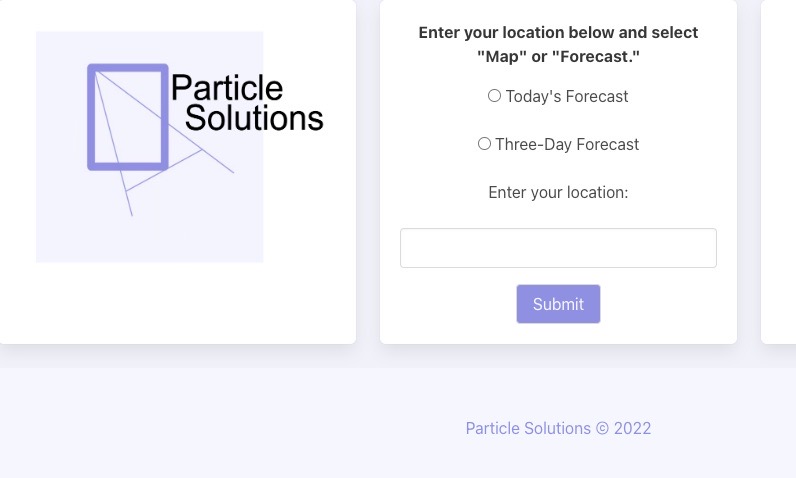 Particle
Solutions
Enter your location below and select
"Map" or "Forecast."
Today's Forecast
Three-Day Forecast
Enter your location:
Submit
Particle Solutions © 2022